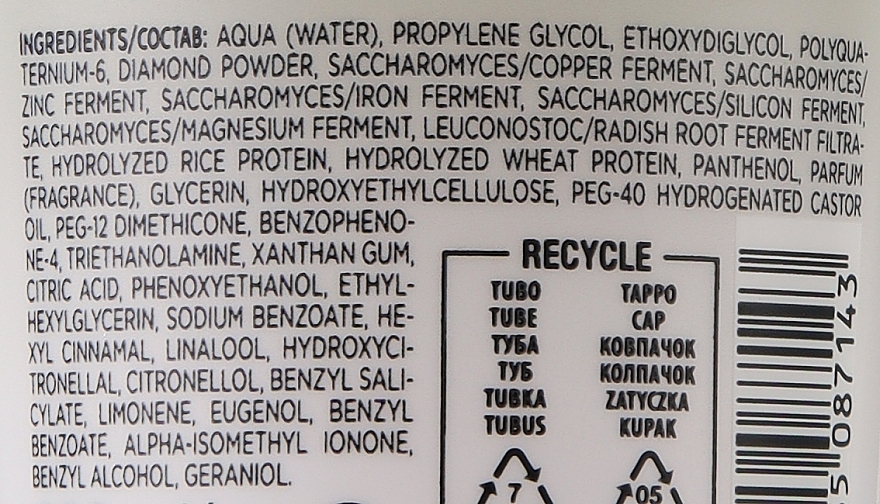 INGREDIENTS/СОСТАВ: AQUA (WATER), PROPYLENE GLYCOL, ETHOXYDIGLYCOL, POLYQUA-
TERNIUM-6, DIAMOND POWDER, SACCHAROMYCES/COPPER FERMENT, SACCHAROMYCES/
ZINC FERMENT, SACCHAROMYCES/IRON FERMENT, SACCHAROMYCES/SILICON FERMENT,
SACCHAROMYCES/MAGNESIUM FERMENT, LEUCONOSTOC/RADISH ROOT FERMENT FILTRA-
TE, HYDROLYZED RICE PROTEIN, HYDROLYZED WHEAT PROTEIN, PANTHENOL, PARFUM
(FRAGRANCE), GLYCERIN, HYDROXYETHYLCELLULOSE, PEG-40 HYDROGENATED CASTOR
OIL, PEG-12 DIMETHICONE, BENZOPHENO-
NE-4, TRIETHANOLAMINE, XANTHAN GUM,
CITRIC ACID, PHENOXYETHANOL, ETHYL-
HEXYLGLYCERIN, SODIUM BENZOATE, HE-
XYL CINNAMAL, LINALOOL, HYDROXYCI-
TRONELLAL, CITRONELLOL, BENZYL SALI-
CYLATE, LIMONENE, EUGENOL, BENZYL
BENZOATE, ALPHA-ISOMETHYL IONONE,
BENZYL ALCOHOL, GERANIOL.
RECYCLE
TUBO TAPPO
TUBE CAP
ТУБА КОВПАЧОК
ТУБ КОЛПАЧОК
TUBKA ZATYCZKA
TUBUS KUPAK
7 05
5 087143